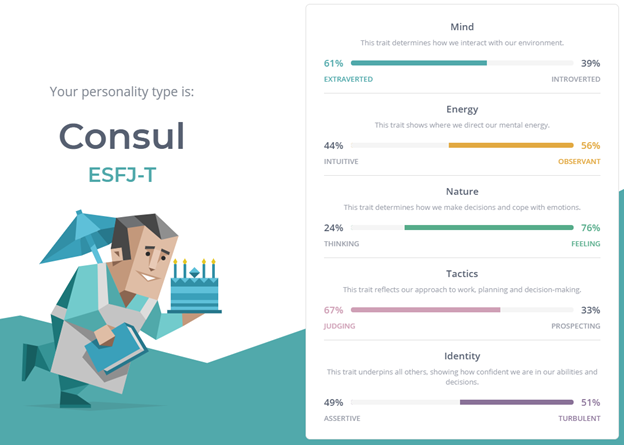 Your personality type is:
Consul
ESFJ-T
Mind
This trait determines how we interact with our environment.
61% 39%
EXTRAVERTED INTROVERTED
Energy
This trait shows where we direct our mental energy.
44% 56%
INTUITIVE OBSERVANT
Nature
This trait determines how we make decisions and cope with emotions.
24% 76%
THINKING FEELING
Tactics
This trait reflects our approach to work, planning and decision-making.
67% 33%
JUDGING PROSPECTING
Identity
This trait underpins all others, showing how confident we are in our abilities and
decisions.
49% 51%
ASSERTIVE TURBULENT